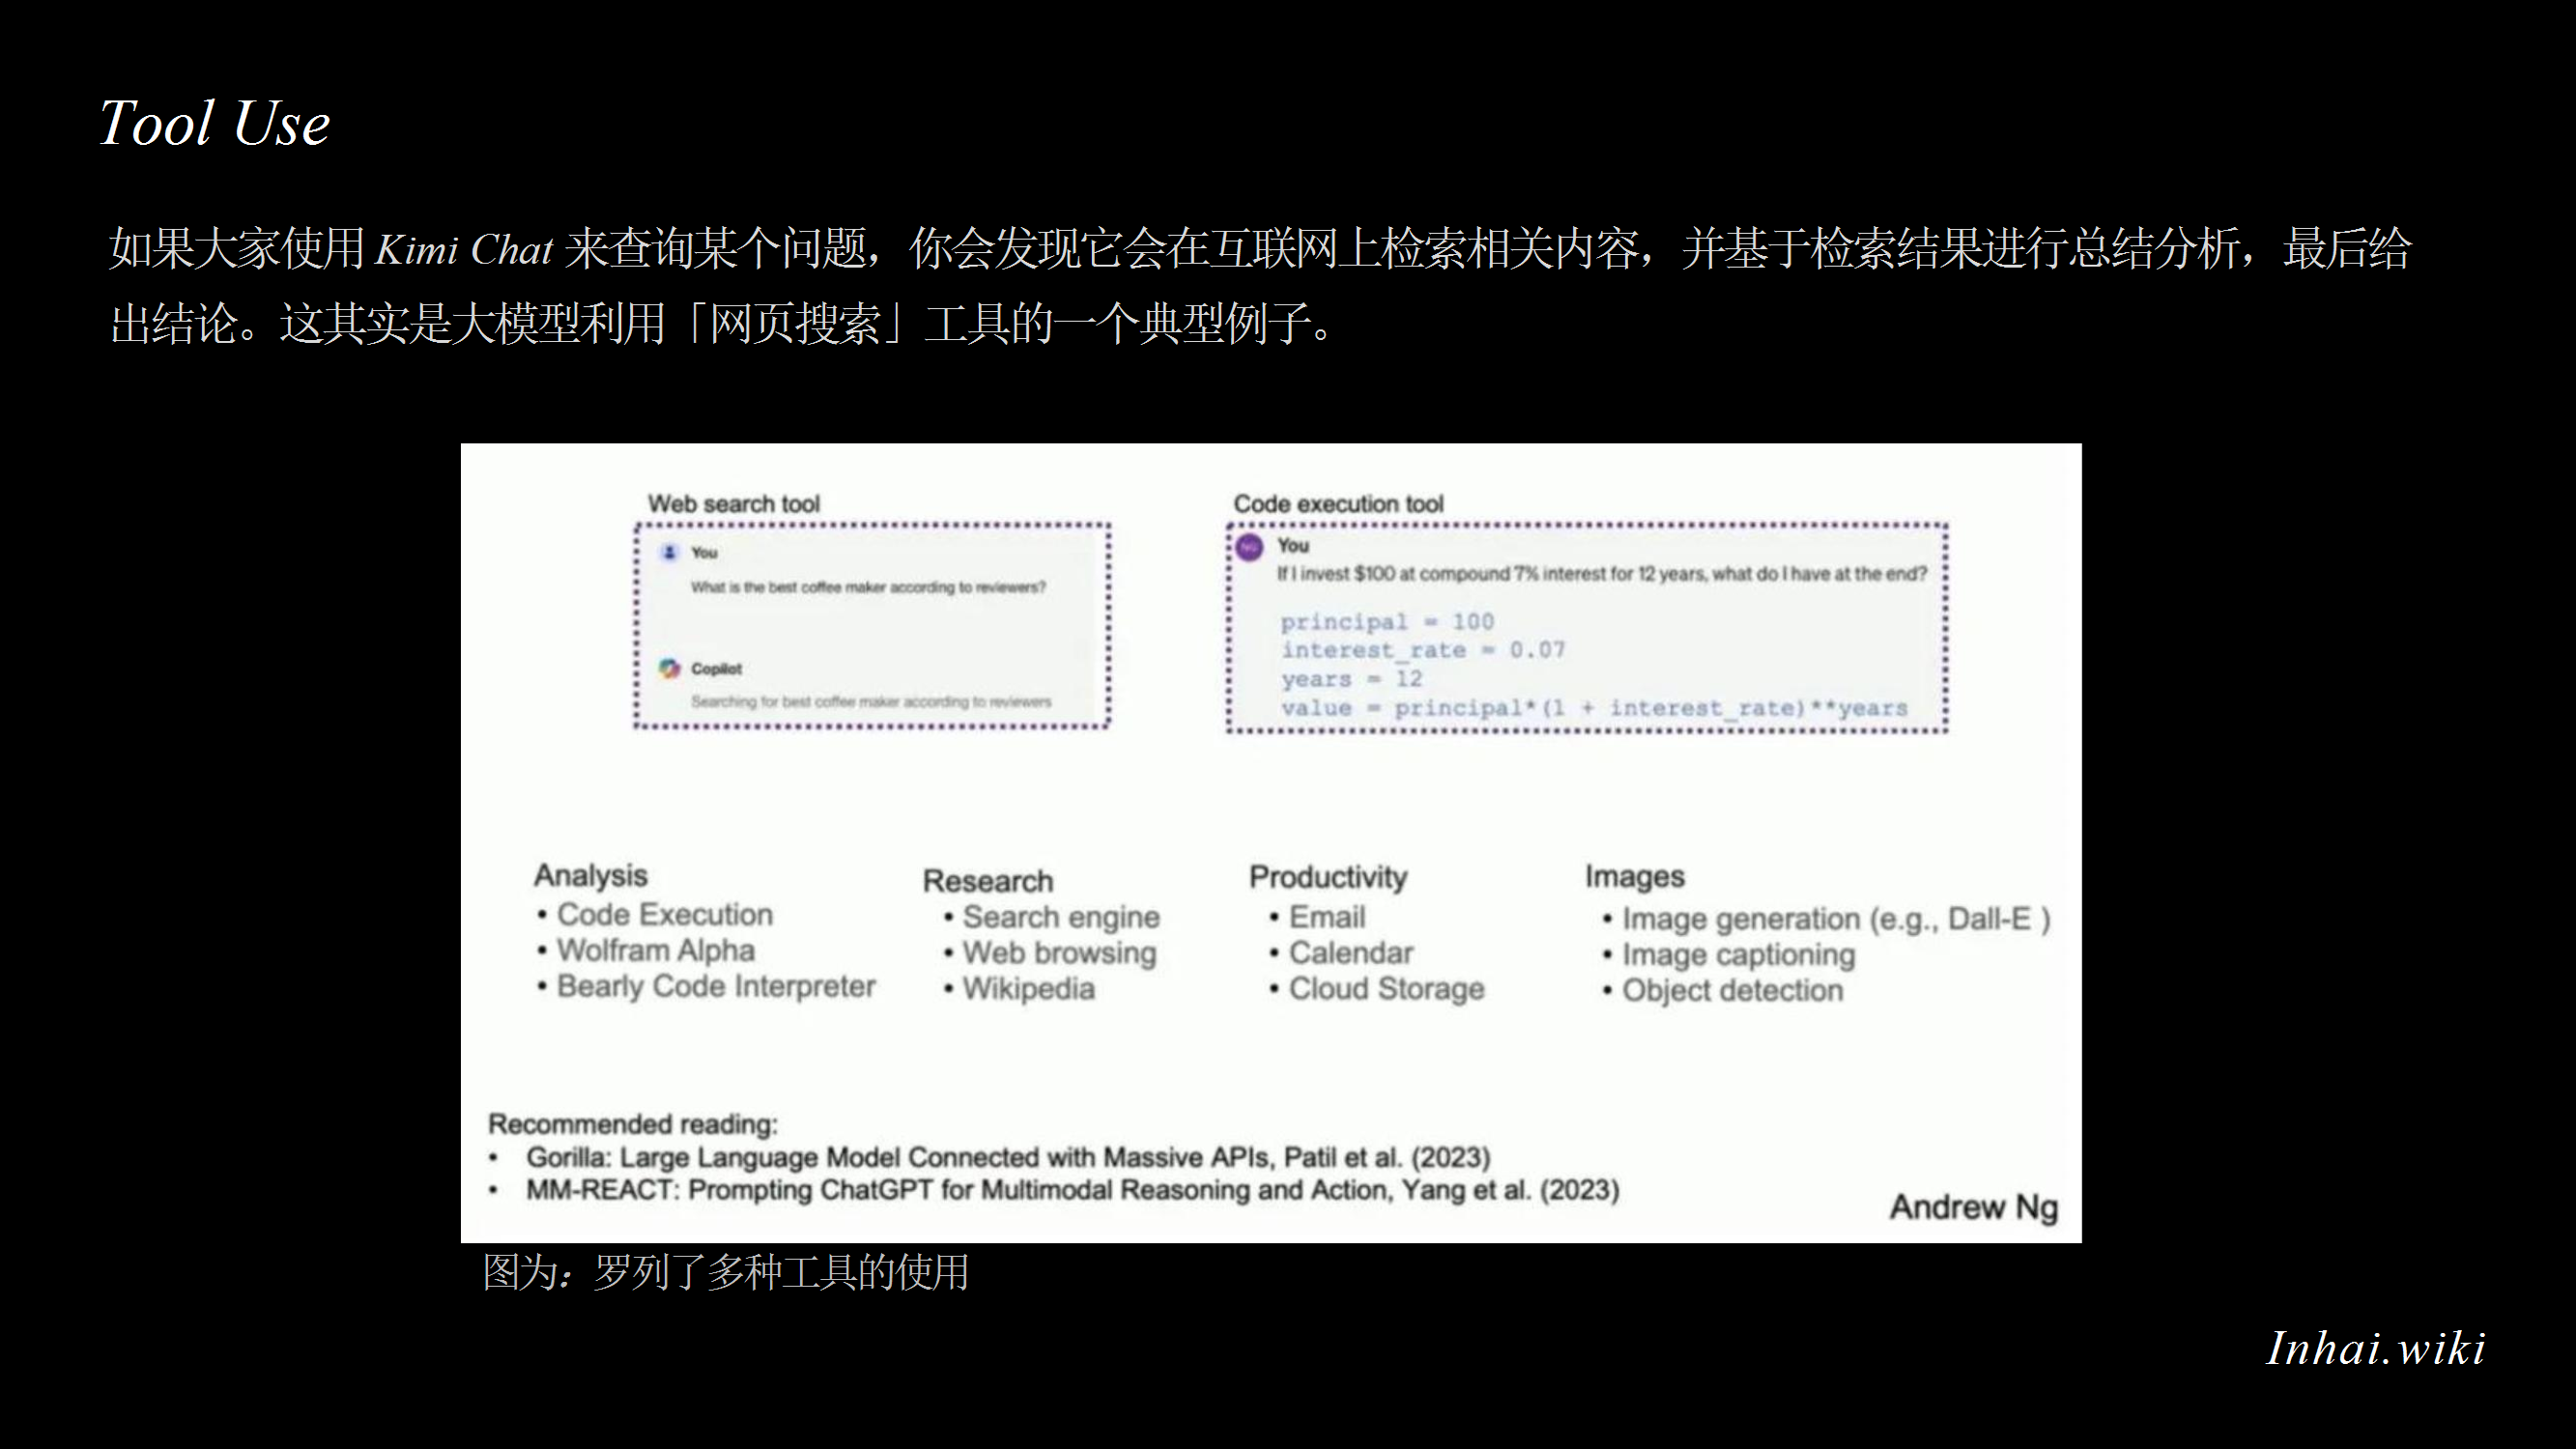 Tool Use
如果大家使用 Kimi Chat 来查询某个问题，你会发现它会在互联网上检索相关内容，并基于检索结果进行总结分析，最后给
出结论。这其实是大模型利用「网页搜索」工具的一个典型例子。
Web search tool
You
What is the best coffee maker according to reviewers?
Copilot
Searching for best coffee maker according to reviewers
Code execution tool
NG
You
If I invest $100 at compound 7% interest for 12 years, what do I have at the end?
principal = 100
interest_rate = 0.07
years = 12
value = principal*(1 + interest_rate)**years
Analysis
• Code Execution
• Wolfram Alpha
• Bearly Code Interpreter
Research
• Search engine
• Web browsing
• Wikipedia
Productivity
• Email
• Calendar
• Cloud Storage
Images
• Image generation (e.g., Dall-E )
• Image captioning
• Object detection
Recommended reading:
• Gorilla: Large Language Model Connected with Massive APIs, Patil et al. (2023)
• MM-REACT: Prompting ChatGPT for Multimodal Reasoning and Action, Yang et al. (2023)
Andrew Ng
图为：罗列了多种工具的使用
Inhai.wiki